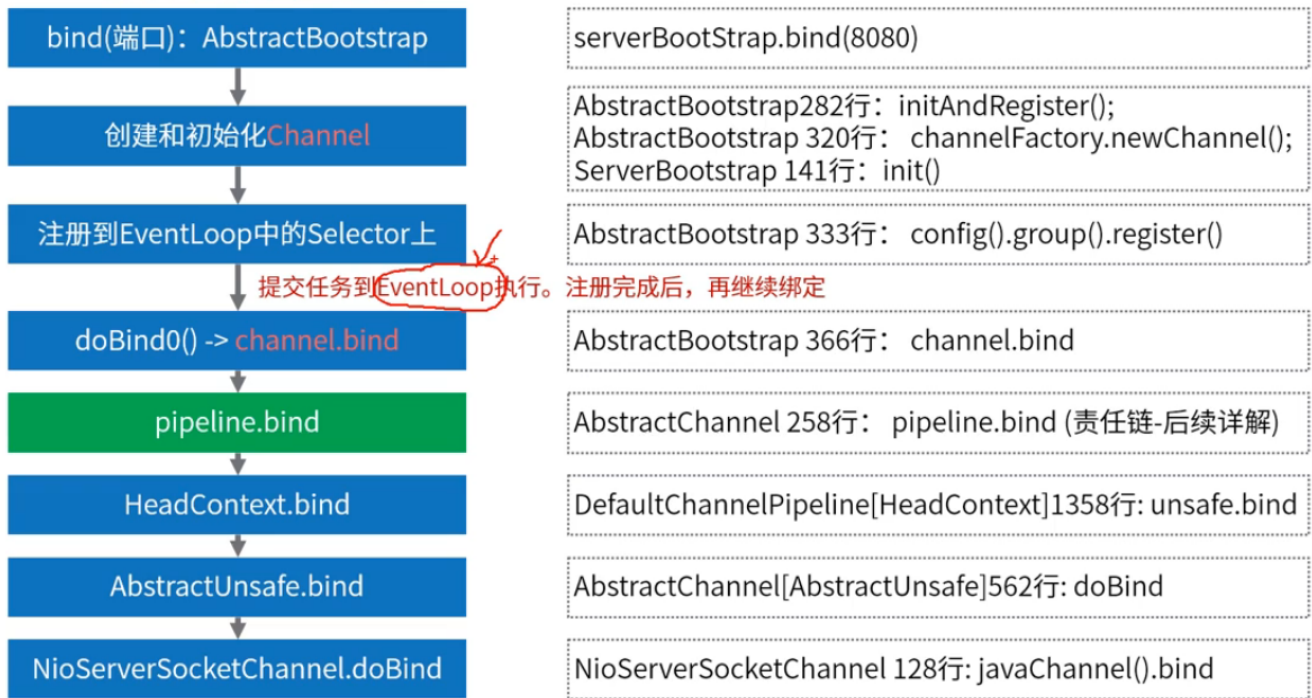 bind(端口)：AbstractBootstrap
serverBootStrap.bind(8080)
创建和初始化Channel
AbstractBootstrap282行：initAndRegister();
AbstractBootstrap 320行： channelFactory.newChannel();
ServerBootstrap 141行：init()
注册到EventLoop中的Selector上
AbstractBootstrap 333行： config().group().register()
提交任务到EventLoop执行。注册完成后，再继续绑定
doBind0() -> channel.bind
AbstractBootstrap 366行： channel.bind
pipeline.bind
AbstractChannel 258行： pipeline.bind (责任链-后续详解)
HeadContext.bind
DefaultChannelPipeline[HeadContext]1358行: unsafe.bind
AbstractUnsafe.bind
AbstractChannel[AbstractUnsafe]562行: doBind
NioServerSocketChannel.doBind
NioServerSocketChannel 128行: javaChannel().bind